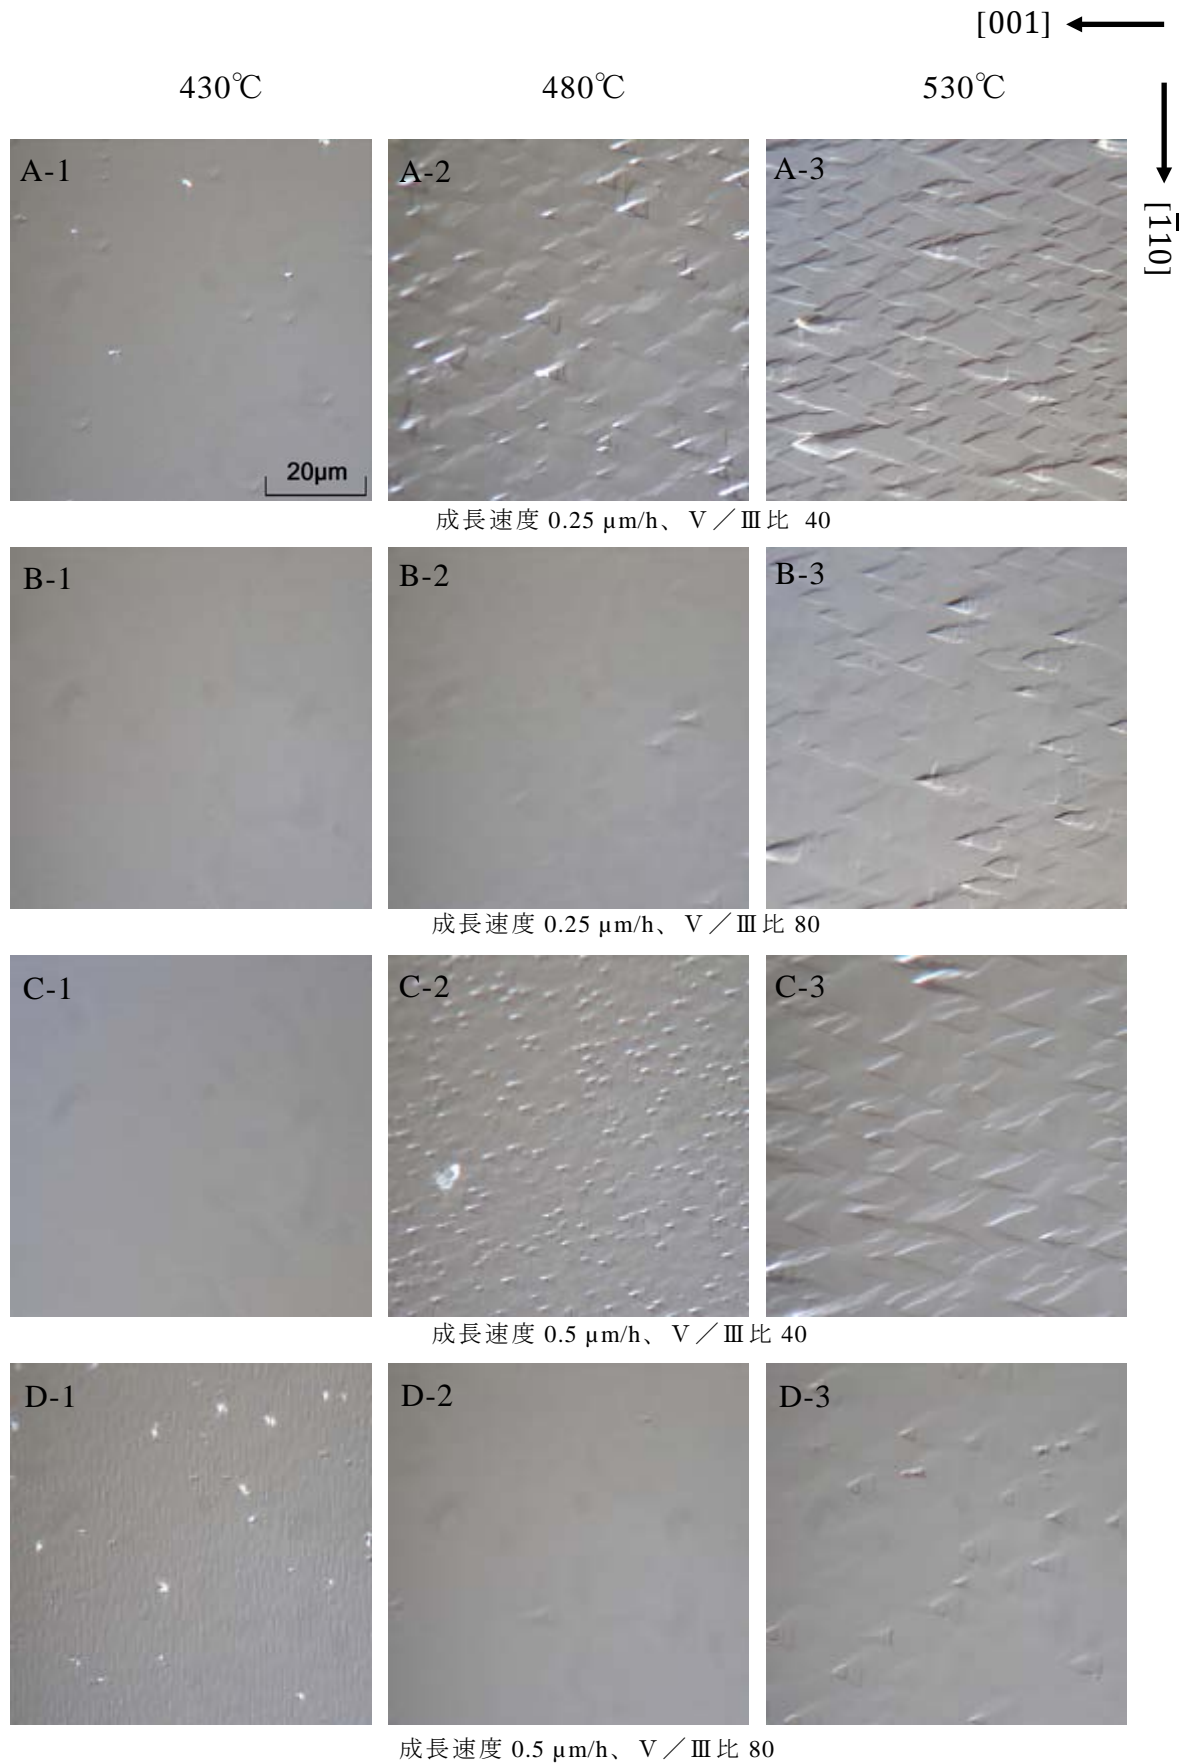 [001]
430℃ 480℃ 530℃
[1̄10]
A-1 A-2 A-3
20µm
成長速度 0.25 µm/h、Ⅴ／Ⅲ比 40
B-1 B-2 B-3
成長速度 0.25 µm/h、Ⅴ／Ⅲ比 80
C-1 C-2 C-3
成長速度 0.5 µm/h、Ⅴ／Ⅲ比 40
D-1 D-2 D-3
成長速度 0.5 µm/h、Ⅴ／Ⅲ比 80